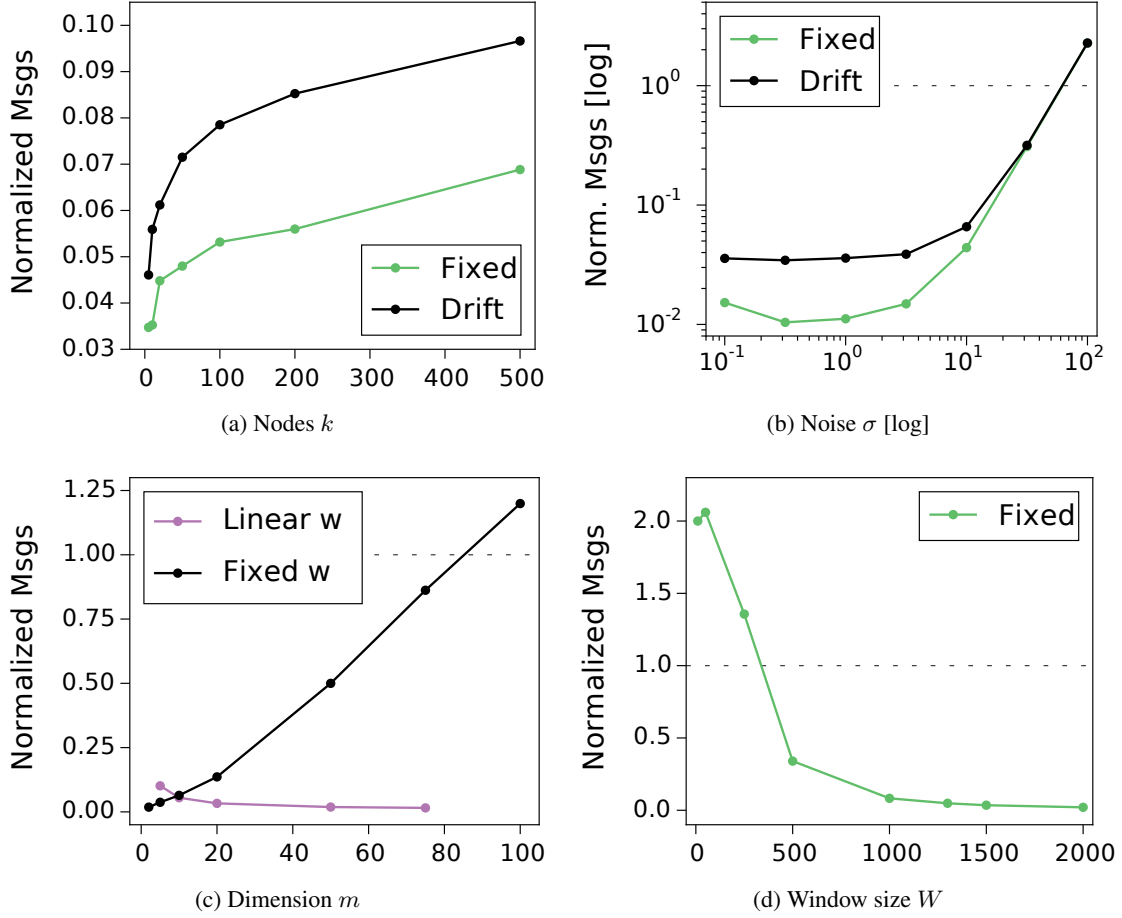 Normalized Msgs
0.10
0.09
0.08
0.07
0.06
0.05
0.04
0.03
Fixed
Drift
0 100 200 300 400 500
(a) Nodes k
Norm. Msgs [log]
10^0
10^-1
10^-2
Fixed
Drift
10^-1 10^0 10^1 10^2
(b) Noise σ [log]
Normalized Msgs
1.25
1.00
0.75
0.50
0.25
0.00
Linear w
Fixed w
0 20 40 60 80 100
(c) Dimension m
Normalized Msgs
2.0
1.5
1.0
0.5
0.0
Fixed
0 500 1000 1500 2000
(d) Window size W